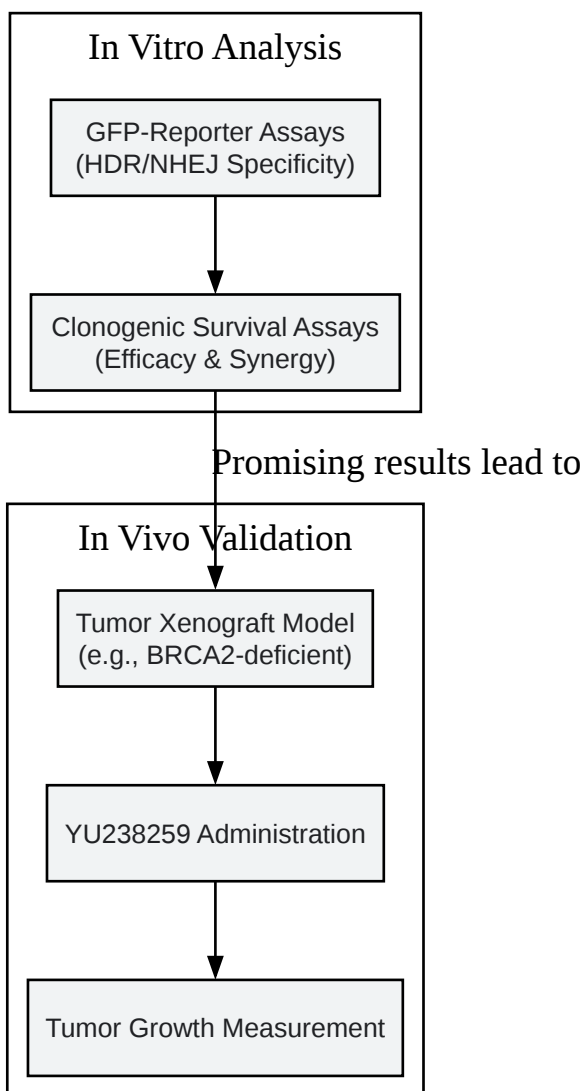 In Vitro Analysis
GFP-Reporter Assays
(HDR/NHEJ Specificity)
Clonogenic Survival Assays
(Efficacy & Synergy)
Promising results lead to
In Vivo Validation
Tumor Xenograft Model
(e.g., BRCA2-deficient)
YU238259 Administration
Tumor Growth Measurement